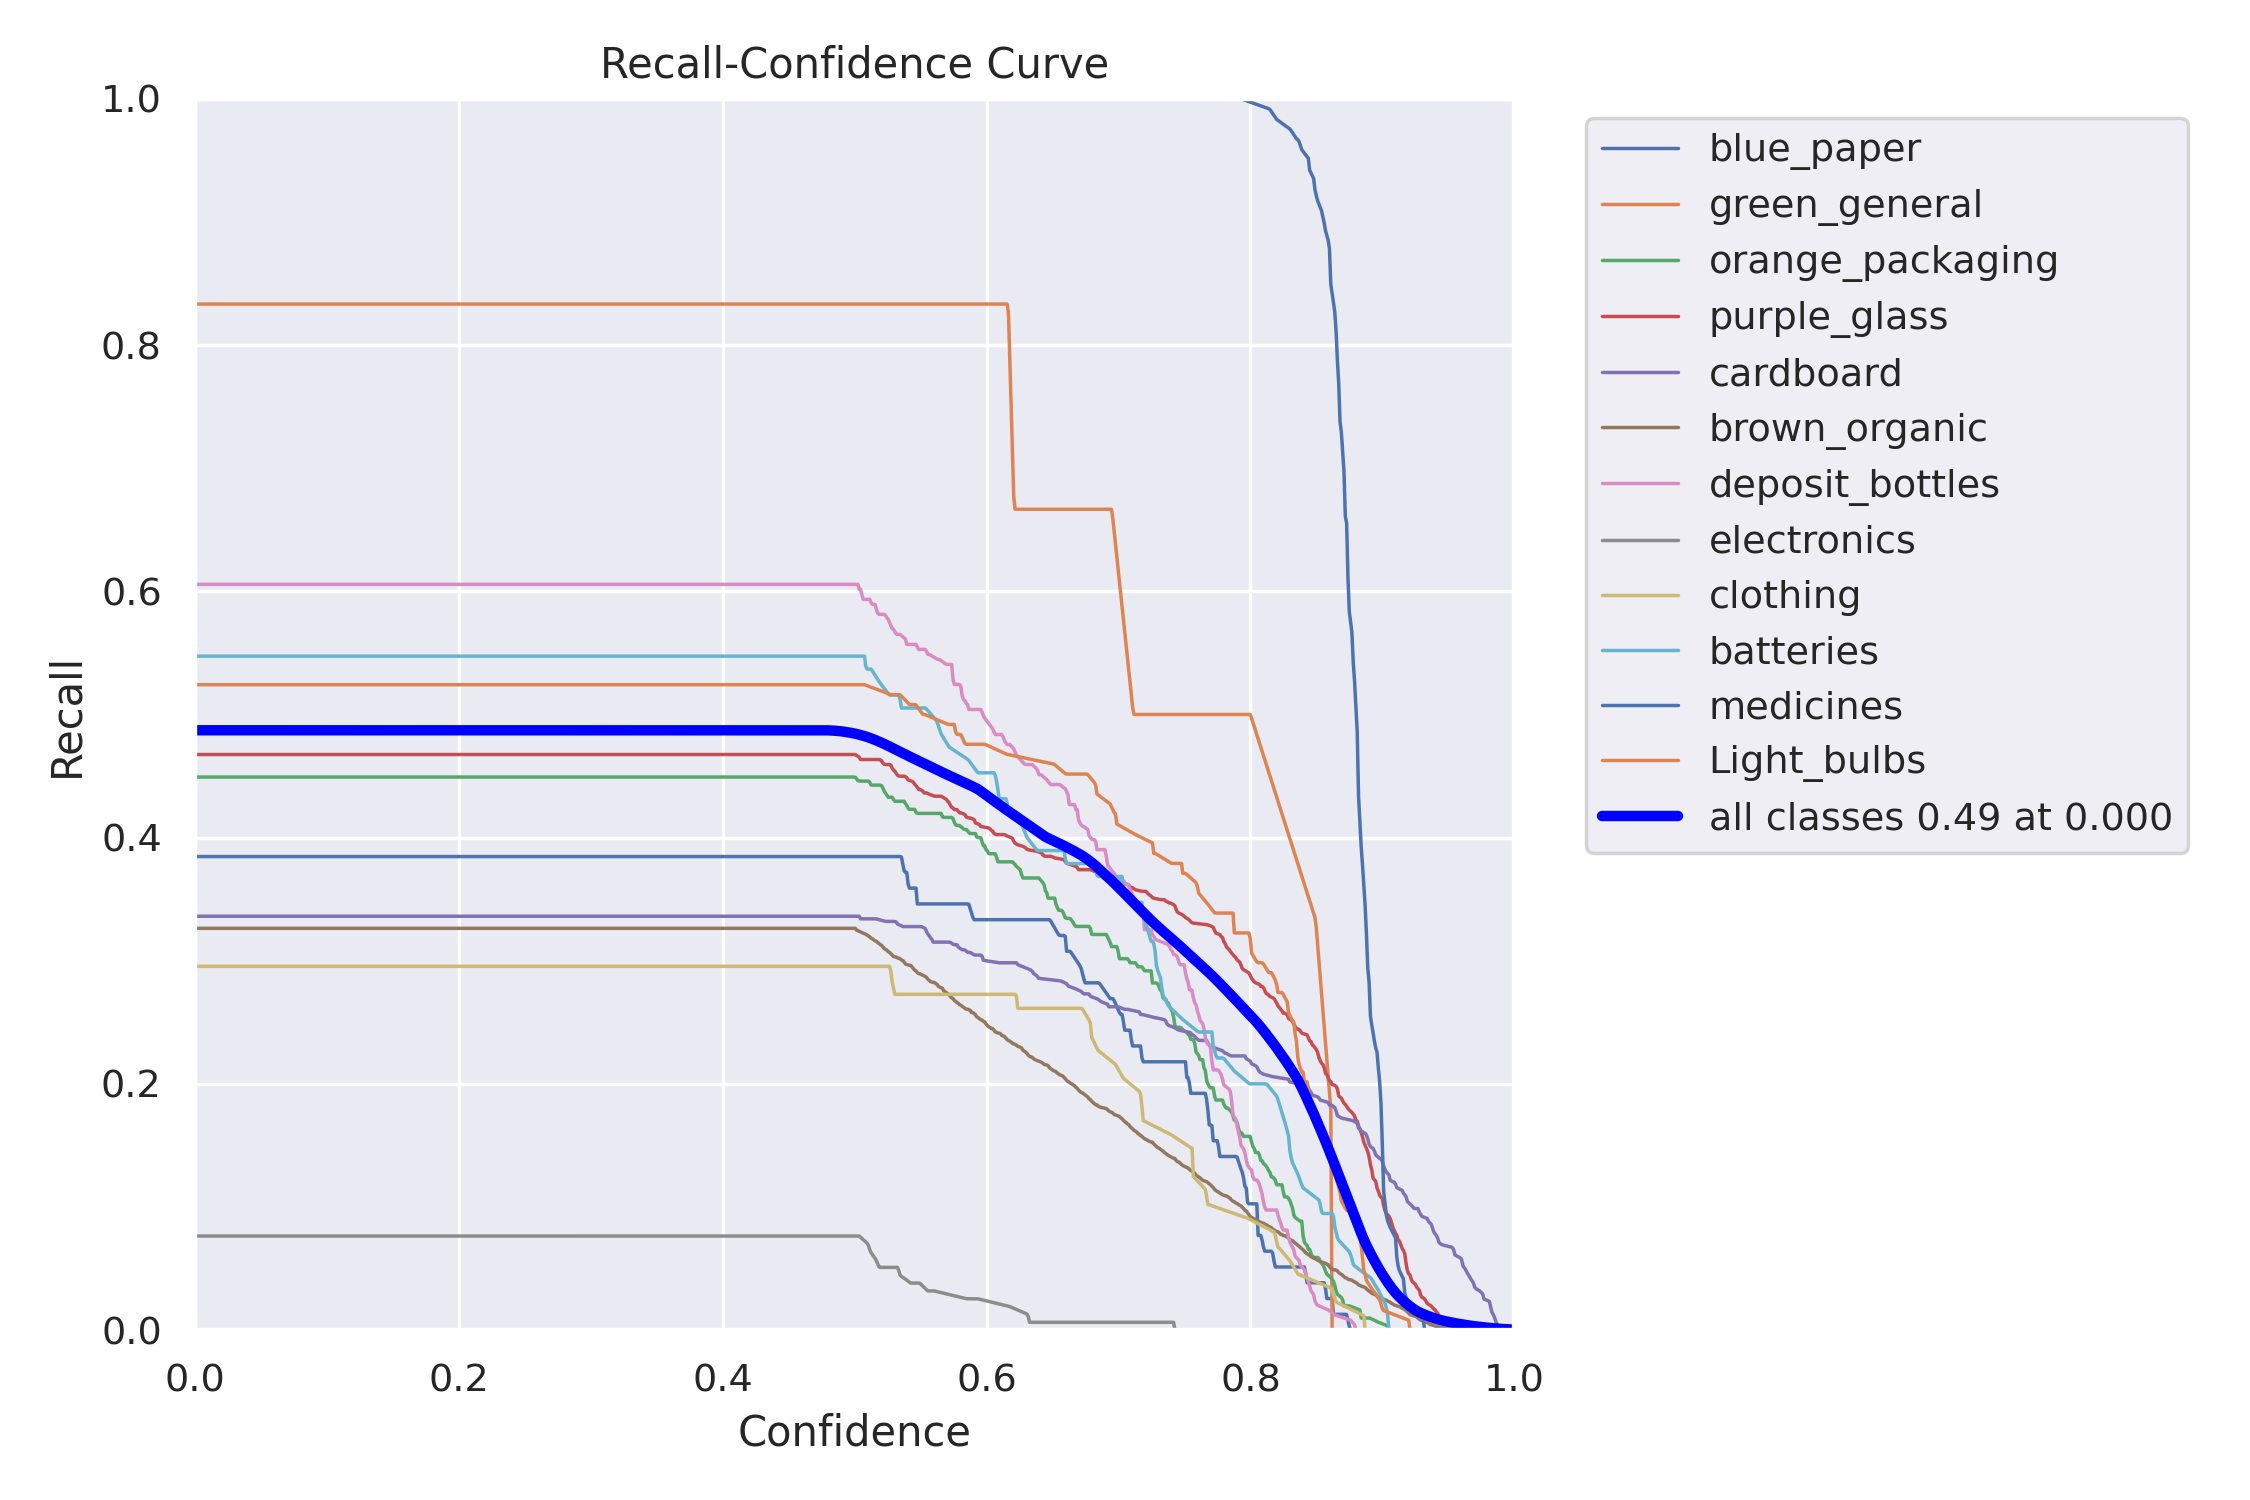 Recall-Confidence Curve
1.0
0.8
0.6
0.4
0.2
0.0
Recall
0.0 0.2 0.4 0.6 0.8 1.0
Confidence
blue_paper
green_general
orange_packaging
purple_glass
cardboard
brown_organic
deposit_bottles
electronics
clothing
batteries
medicines
Light_bulbs
all classes 0.49 at 0.000